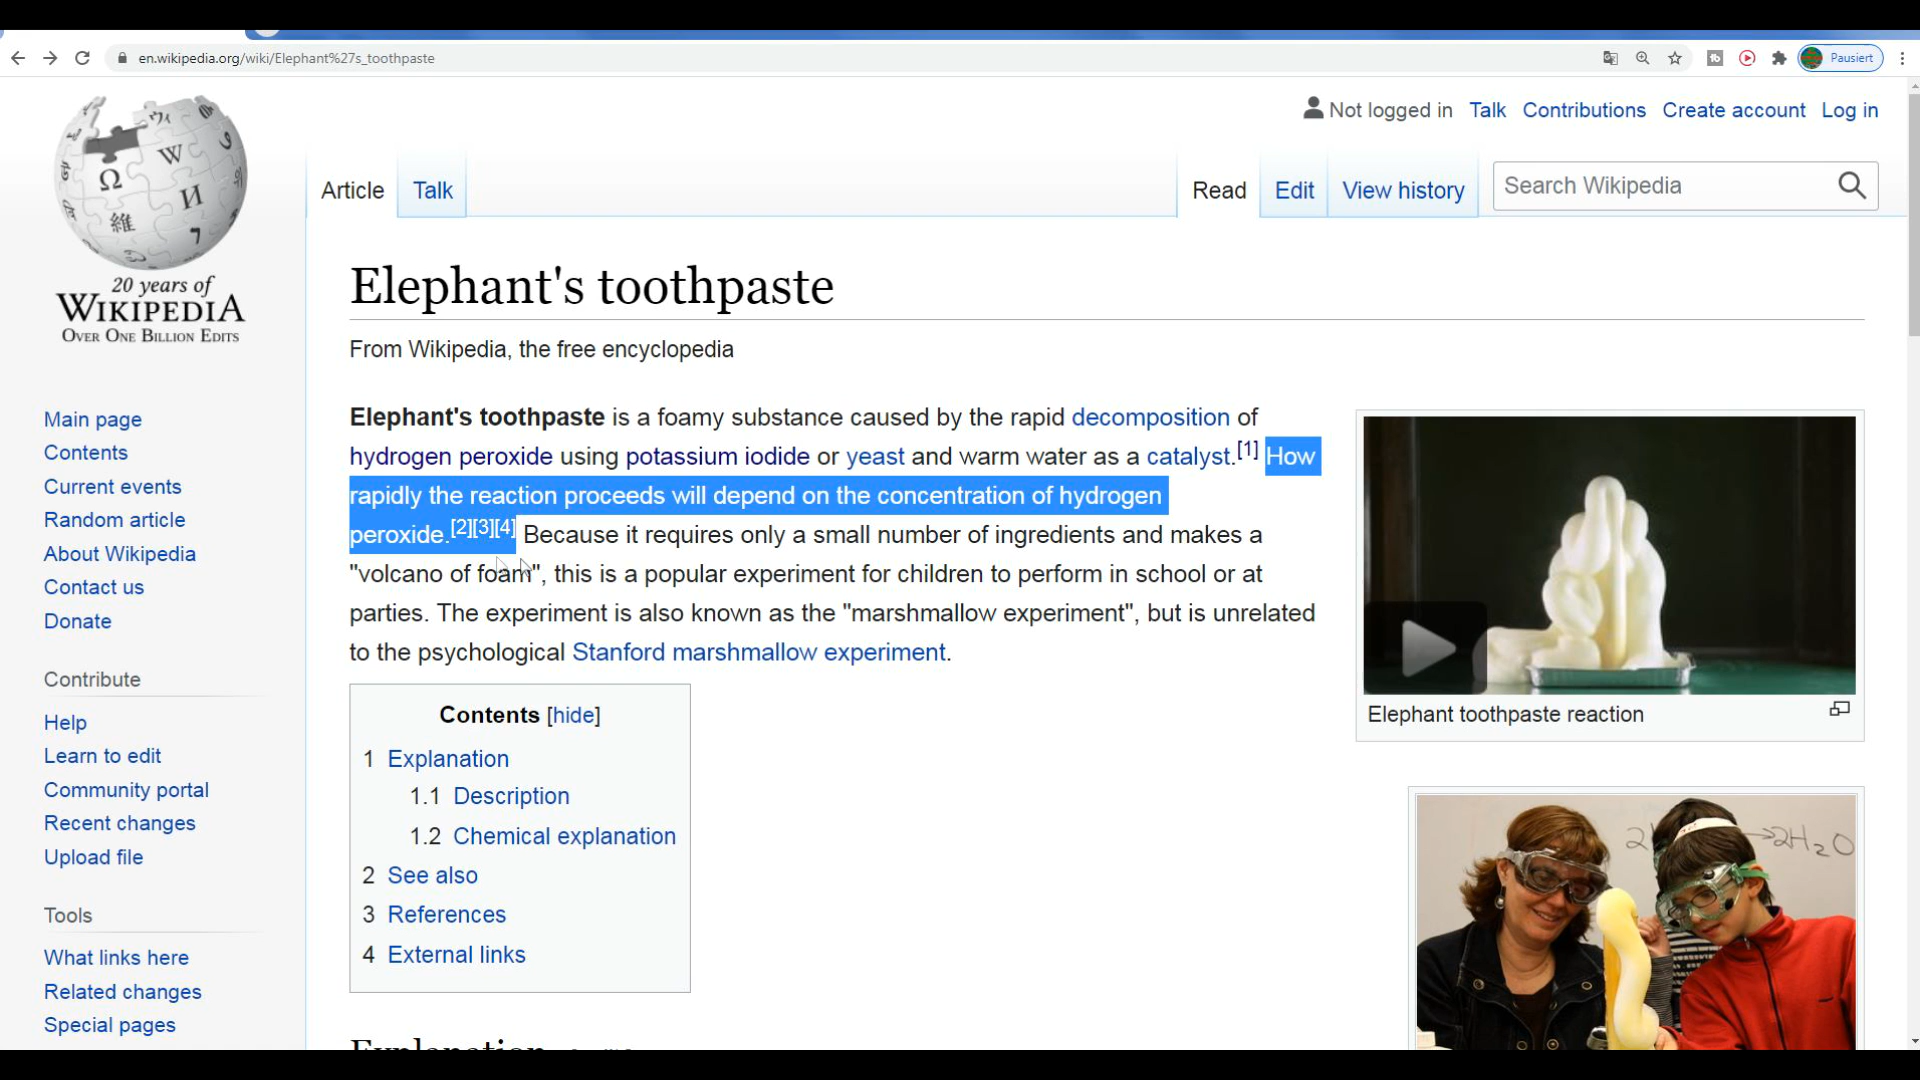 en.wikipedia.org/wiki/Elephant%27s_toothpaste
Pausiert
Not logged in Talk Contributions Create account Log in
Article Talk Read Edit View history Search Wikipedia
20 years of
WIKIPEDIA
OVER ONE BILLION EDITS
Elephant's toothpaste
From Wikipedia, the free encyclopedia
Elephant's toothpaste is a foamy substance caused by the rapid decomposition of
hydrogen peroxide using potassium iodide or yeast and warm water as a catalyst.[1] How
rapidly the reaction proceeds will depend on the concentration of hydrogen
peroxide.[2][3][4] Because it requires only a small number of ingredients and makes a
"volcano of foam", this is a popular experiment for children to perform in school or at
parties. The experiment is also known as the "marshmallow experiment", but is unrelated
to the psychological Stanford marshmallow experiment.
Elephant toothpaste reaction
Contents [hide]
1 Explanation
1.1 Description
1.2 Chemical explanation
2 See also
3 References
4 External links
Main page
Contents
Current events
Random article
About Wikipedia
Contact us
Donate
Contribute
Help
Learn to edit
Community portal
Recent changes
Upload file
Tools
What links here
Related changes
Special pages
Explanation
2H₂O